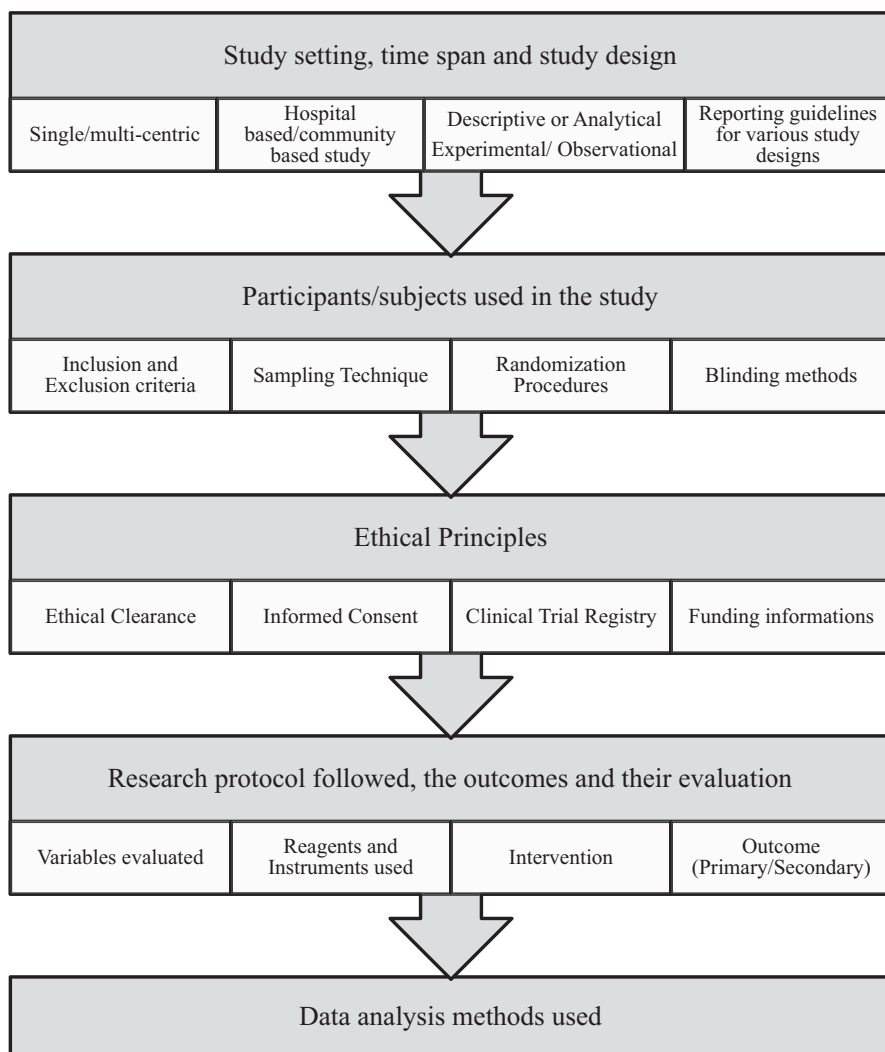 Study setting, time span and study design
Single/multi-centric
Hospital
based/community
based study
Descriptive or Analytical
Experimental/ Observational
Reporting guidelines
for various study
designs
Participants/subjects used in the study
Inclusion and
Exclusion criteria
Sampling Technique
Randomization
Procedures
Blinding methods
Ethical Principles
Ethical Clearance
Informed Consent
Clinical Trial Registry
Funding informations
Research protocol followed, the outcomes and their evaluation
Variables evaluated
Reagents and
Instruments used
Intervention
Outcome
(Primary/Secondary)
Data analysis methods used